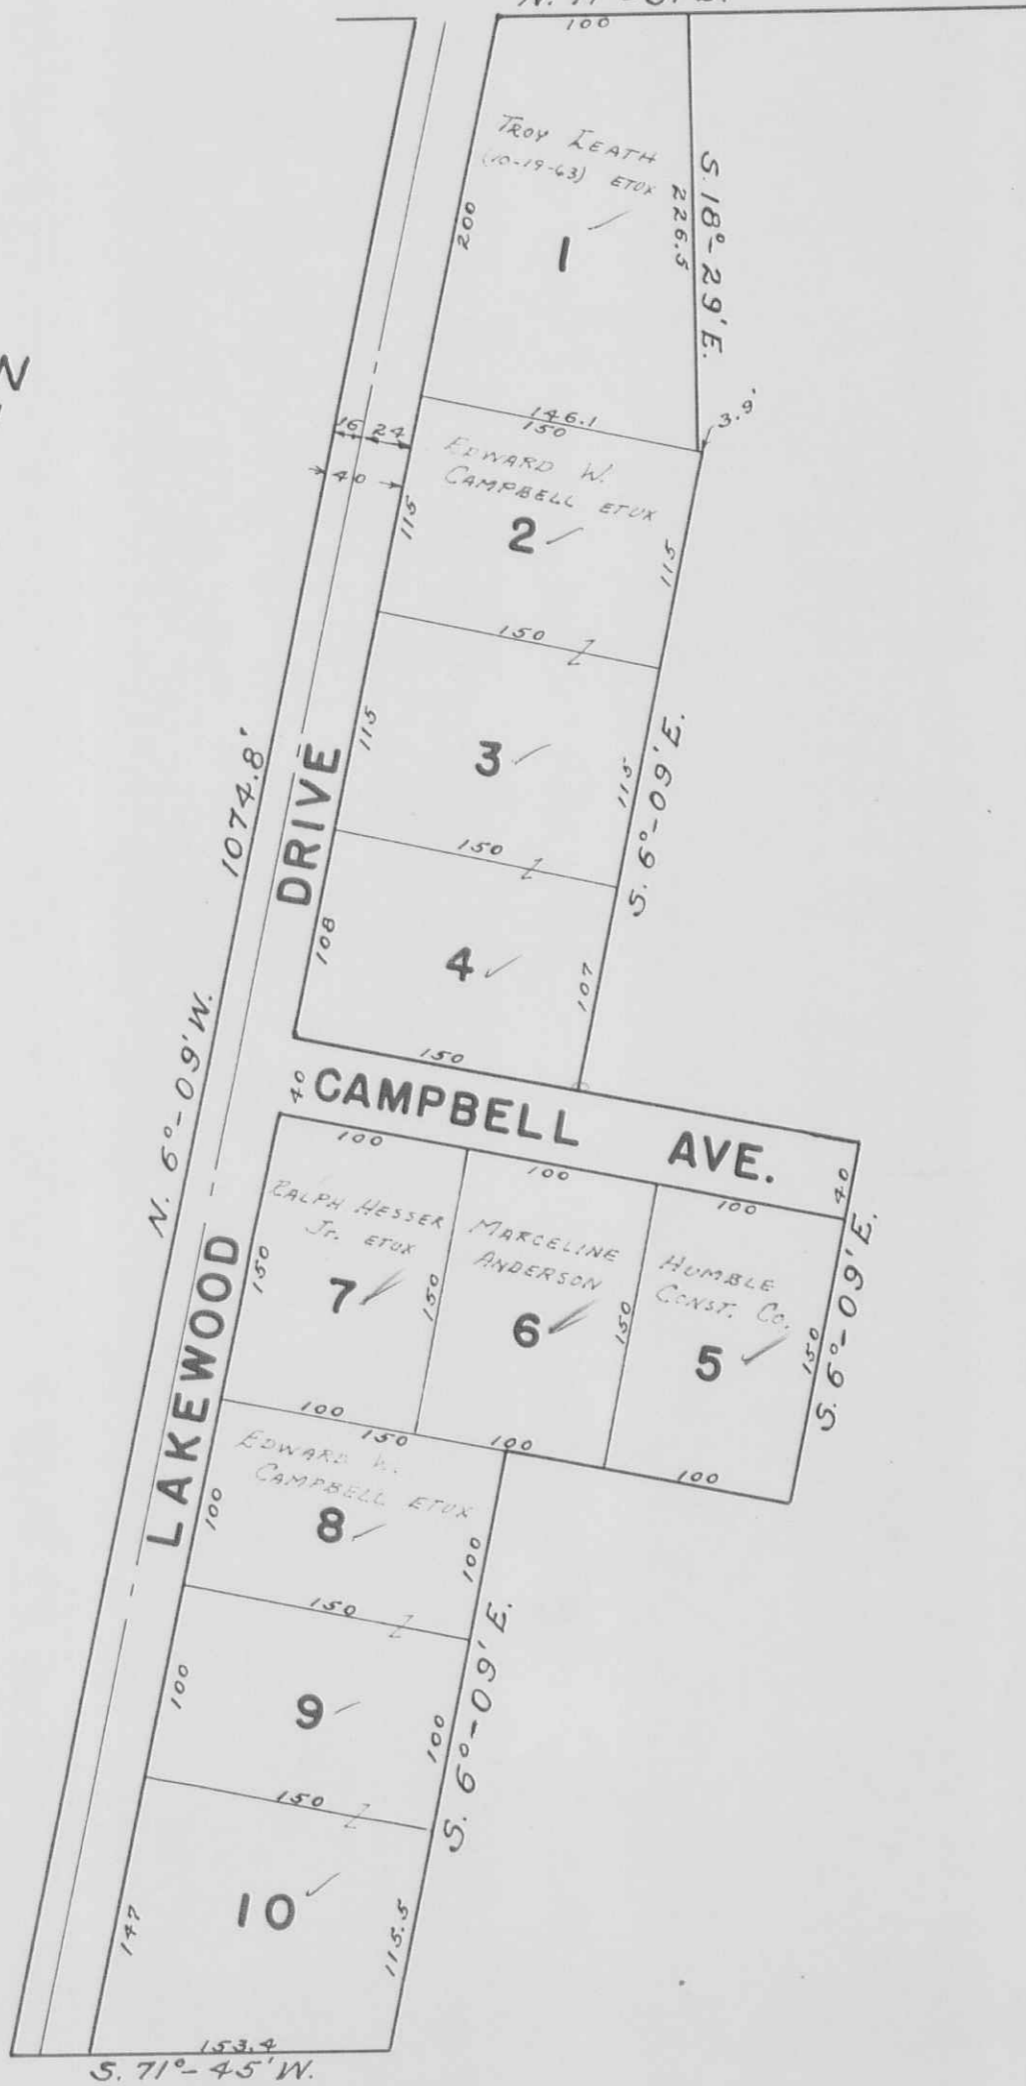 100
TROY LEATH
(10-19-63) ETUX
1
200
226.5
S. 18°-29' E.
146.1
3.9'
150
16 24
40
EDWARD W.
CAMPBELL ETUX
2
115
115
150
3
115
115
S. 6°-09' E.
150
4
108
107
150
N. 6°-09' W. 1074.8'
LAKEWOOD DRIVE
40
CAMPBELL AVE.
40
100
100
100
RALPH HESSER
Jr. ETUX
7
150
150
MARCELINE
ANDERSON
6
150
HUMBLE
CONST. CO.
5
150
S. 6°-09' E.
100
150
100
100
EDWARD W.
CAMPBELL ETUX
8
100
100
150
9
100
100
S. 6°-09' E.
150
10
147
115.5
153.4
S. 71°-45' W.